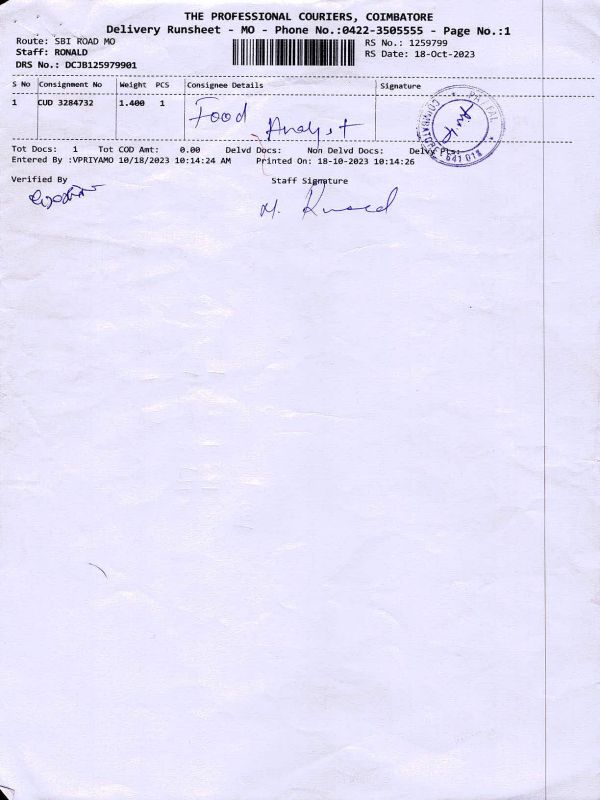 THE PROFESSIONAL COURIERS, COIMBATORE
Delivery Runsheet - MO - Phone No.:0422-3505555 - Page No.:1
Route: SBI ROAD MO RS No.: 1259799
Staff: RONALD RS Date: 18-Oct-2023
DRS No.: DCJB125979901
S No Consignment No Weight PCS Consignee Details Signature
1 CUD 3284732 1.400 1 Food Analyst
COIMBATORE 641 018
Tot Docs: 1 Tot COD Amt: 0.00 Delvd Docs: Non Delvd Docs: Delvy Pts:
Entered By :VPRIYAMO 10/18/2023 10:14:24 AM Printed On: 18-10-2023 10:14:26
Verified By Staff Signature